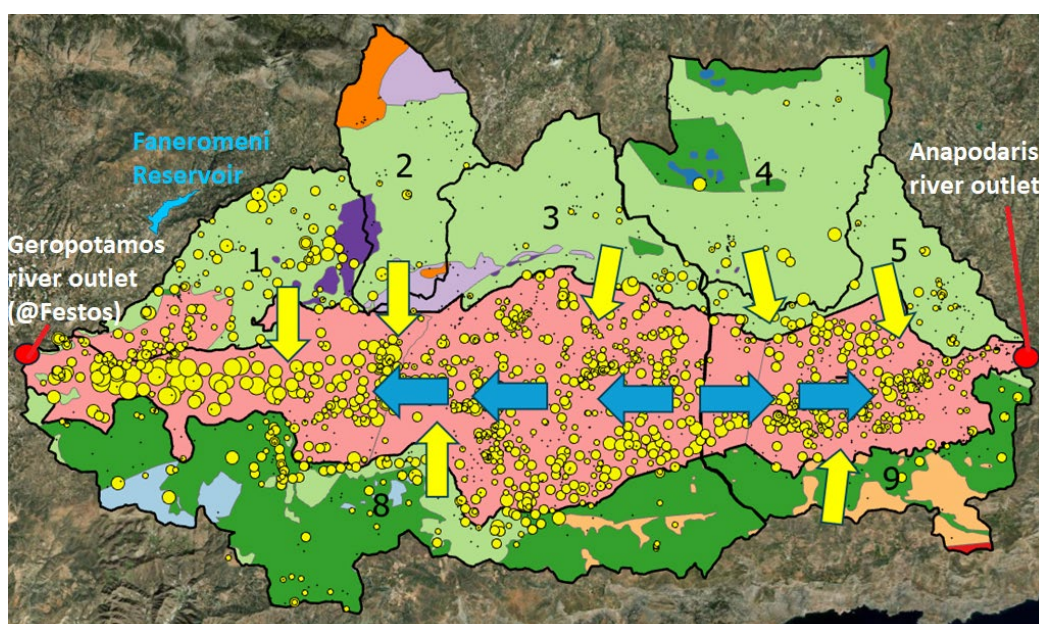 Faneromeni
Reservoir
Anapodaris
river outlet
Geropotamos
river outlet
(@Festos)
1
2
3
4
5
8
9